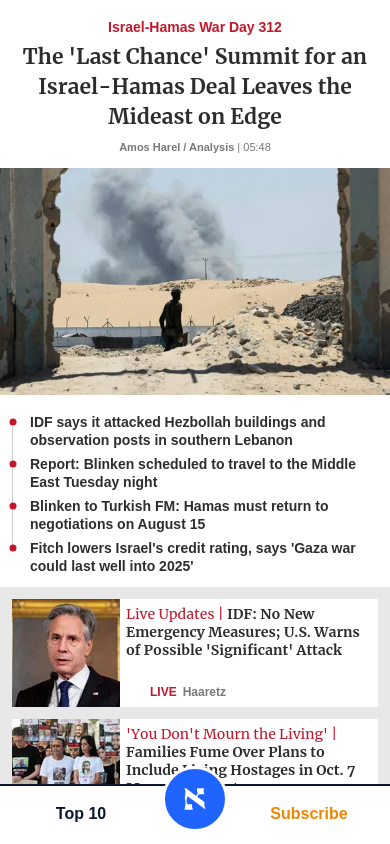 Israel-Hamas War Day 312
The 'Last Chance' Summit for an
Israel-Hamas Deal Leaves the
Mideast on Edge
Amos Harel / Analysis | 05:48
IDF says it attacked Hezbollah buildings and
observation posts in southern Lebanon
Report: Blinken scheduled to travel to the Middle
East Tuesday night
Blinken to Turkish FM: Hamas must return to
negotiations on August 15
Fitch lowers Israel's credit rating, says 'Gaza war
could last well into 2025'
Live Updates | IDF: No New
Emergency Measures; U.S. Warns
of Possible 'Significant' Attack
LIVE Haaretz
'You Don't Mourn the Living' |
Families Fume Over Plans to
Include Living Hostages in Oct. 7
Top 10
Subscribe